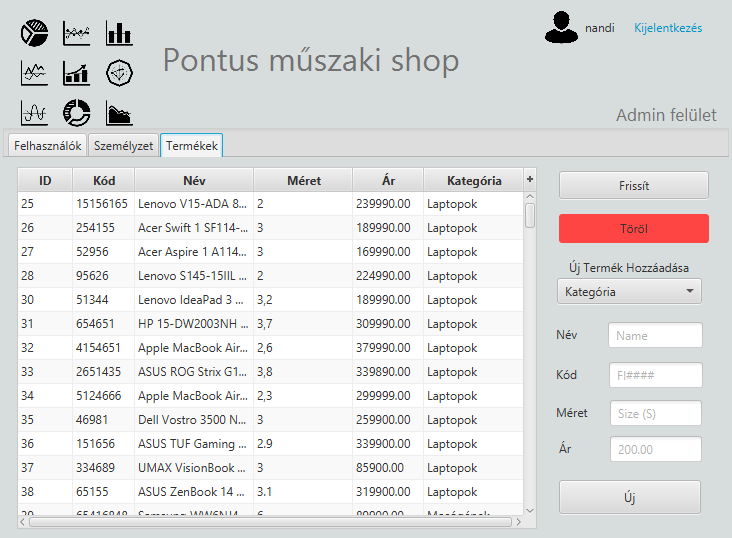 nandi Kijelentkezés
Pontus műszaki shop
Admin felület
Felhasználók Személyzet Termékek
ID Kód Név Méret Ár Kategória +
25 15156165 Lenovo V15-ADA 8... 2 239990.00 Laptopok
26 254155 Acer Swift 1 SF114-... 3 189990.00 Laptopok
27 52956 Acer Aspire 1 A114... 3 169990.00 Laptopok
28 95626 Lenovo S145-15IIL ... 2 224990.00 Laptopok
30 51344 Lenovo IdeaPad 3 ... 3,2 189990.00 Laptopok
31 654651 HP 15-DW2003NH ... 3,7 309990.00 Laptopok
32 4154651 Apple MacBook Air... 2,6 379990.00 Laptopok
33 2651435 ASUS ROG Strix G1... 3,8 339890.00 Laptopok
34 5124666 Apple MacBook Air... 2,3 299999.00 Laptopok
35 46981 Dell Vostro 3500 N... 3 259900.00 Laptopok
36 151656 ASUS TUF Gaming ... 2.9 339900.00 Laptopok
37 334689 UMAX VisionBook ... 3 85900.00 Laptopok
38 65155 ASUS ZenBook 14 ... 3.1 319900.00 Laptopok
Frissít
Töröl
Új Termék Hozzáadása
Kategória
Név Name
Kód FI####
Méret Size (S)
Ár 200.00
Új